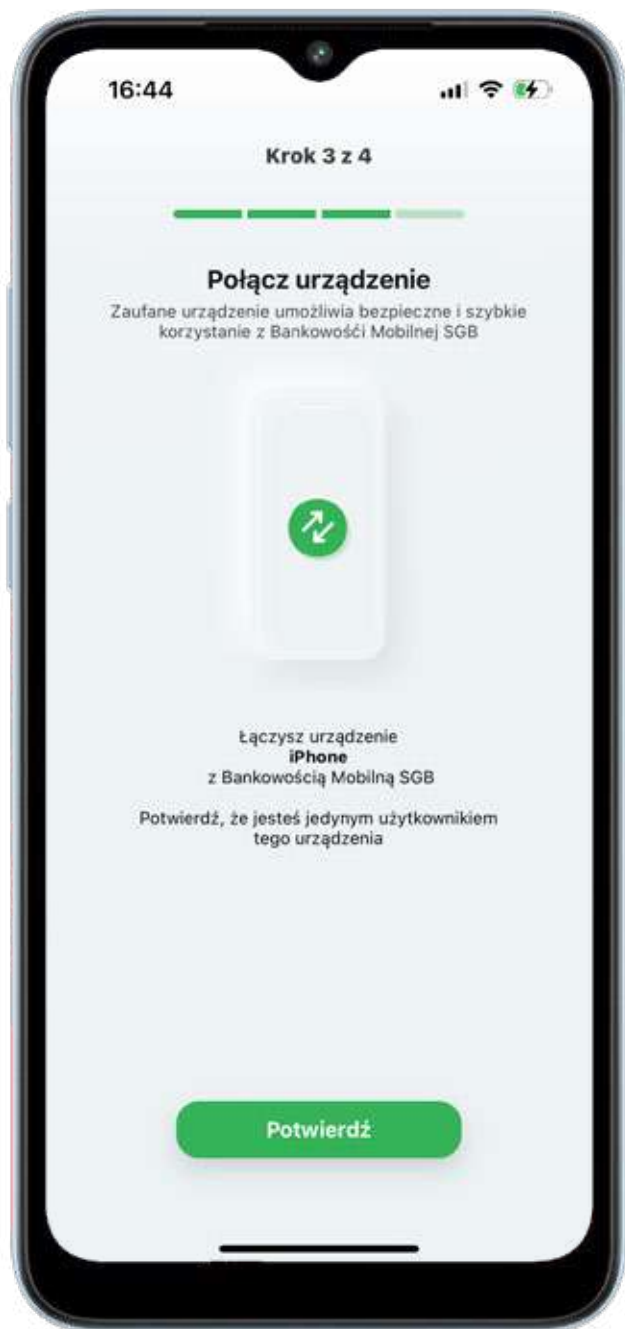 16:44
Krok 3 z 4
Połącz urządzenie
Zaufane urządzenie umożliwia bezpieczne i szybkie
korzystanie z Bankowośći Mobilnej SGB
Łączysz urządzenie
iPhone
z Bankowością Mobilną SGB
Potwierdź, że jesteś jedynym użytkownikiem
tego urządzenia
Potwierdź